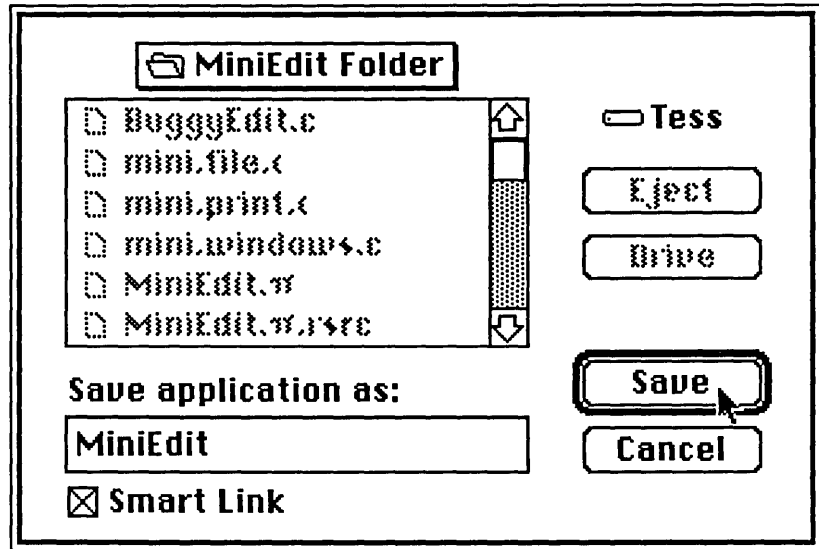 MiniEdit Folder
BuggyEdit.c
mini.file.c
mini.print.c
mini.windows.c
MiniEdit.π
MiniEdit.π.rsrc
Tess
Eject
Drive
Save application as:
MiniEdit
Smart Link
Save
Cancel